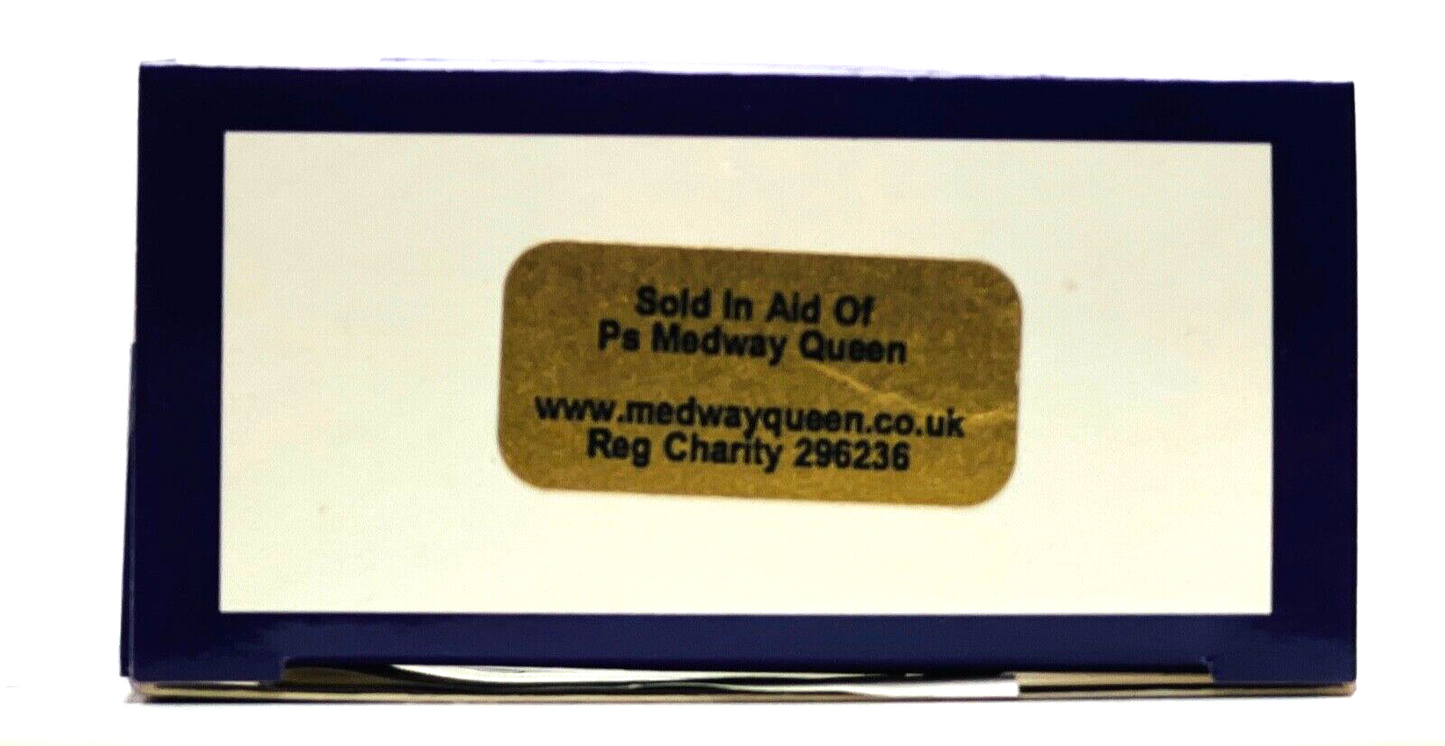 Sold In Aid Of
Ps Medway Queen
www.medwayqueen.co.uk
Reg Charity 296236